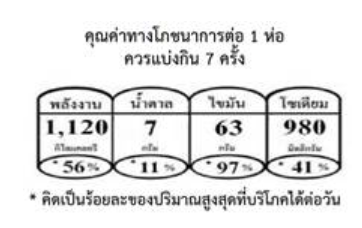 คุณค่าทางโภชนาการต่อ 1 ห่อ
ควรแบ่งกิน 7 ครั้ง
พลังงาน น้ำตาล ไขมัน โซเดียม
1,120 7 63 980
กิโลแคลอรี กรัม กรัม มิลลิกรัม
*56% *11% *97% *41%
* คิดเป็นร้อยละของปริมาณสูงสุดที่บริโภคได้ต่อวัน